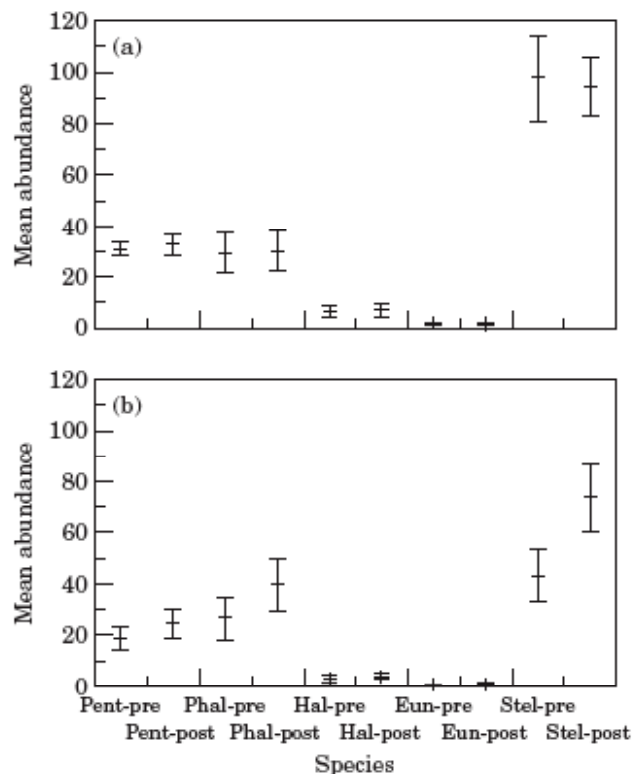 120
(a)
100
80
60
40
20
0
Mean abundance
120
(b)
100
80
60
40
20
0
Mean abundance
Pent-pre Phal-pre Hal-pre Eun-pre Stel-pre
Pent-post Phal-post Hal-post Eun-post Stel-post
Species